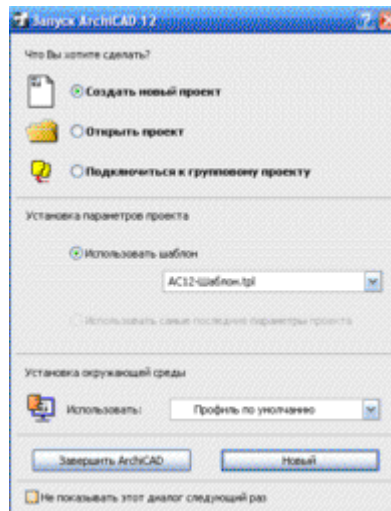 Запуск ArchiCAD 12
Что Вы хотите сделать?
Создать новый проект
Открыть проект
Подключиться к групповому проекту
Установка параметров проекта
Использовать шаблон
AC12-Шаблон.tpl
Использовать самые последние параметры проекта
Установка окружающей среды
Использовать: Профиль по умолчанию
Завершить ArchiCAD Новый
Не показывать этот диалог следующий раз